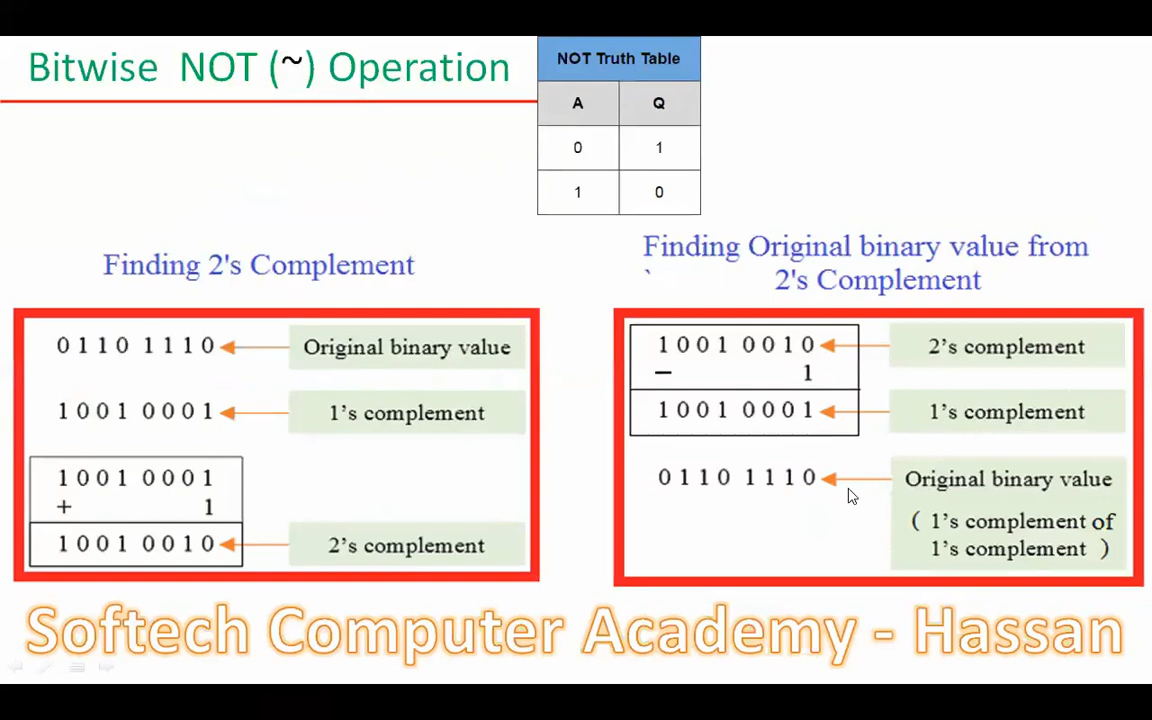 Bitwise NOT (~) Operation
NOT Truth Table
A Q
0 1
1 0
Finding 2's Complement
0 1 1 0 1 1 1 0 Original binary value
1 0 0 1 0 0 0 1 1's complement
1 0 0 1 0 0 0 1
+ 1
1 0 0 1 0 0 1 0 2's complement
Finding Original binary value from
` 2's Complement
1 0 0 1 0 0 1 0 2's complement
− 1
1 0 0 1 0 0 0 1 1's complement
0 1 1 0 1 1 1 0 Original binary value
( 1's complement of
1's complement )
Softech Computer Academy - Hassan